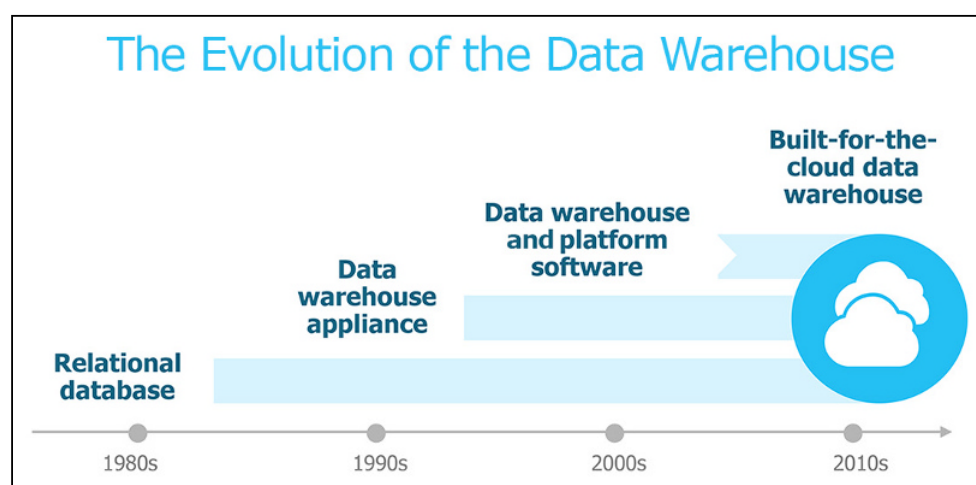 The Evolution of the Data Warehouse
Built-for-the-
cloud data
warehouse
Data warehouse
and platform
software
Data
warehouse
appliance
Relational
database
1980s
1990s
2000s
2010s